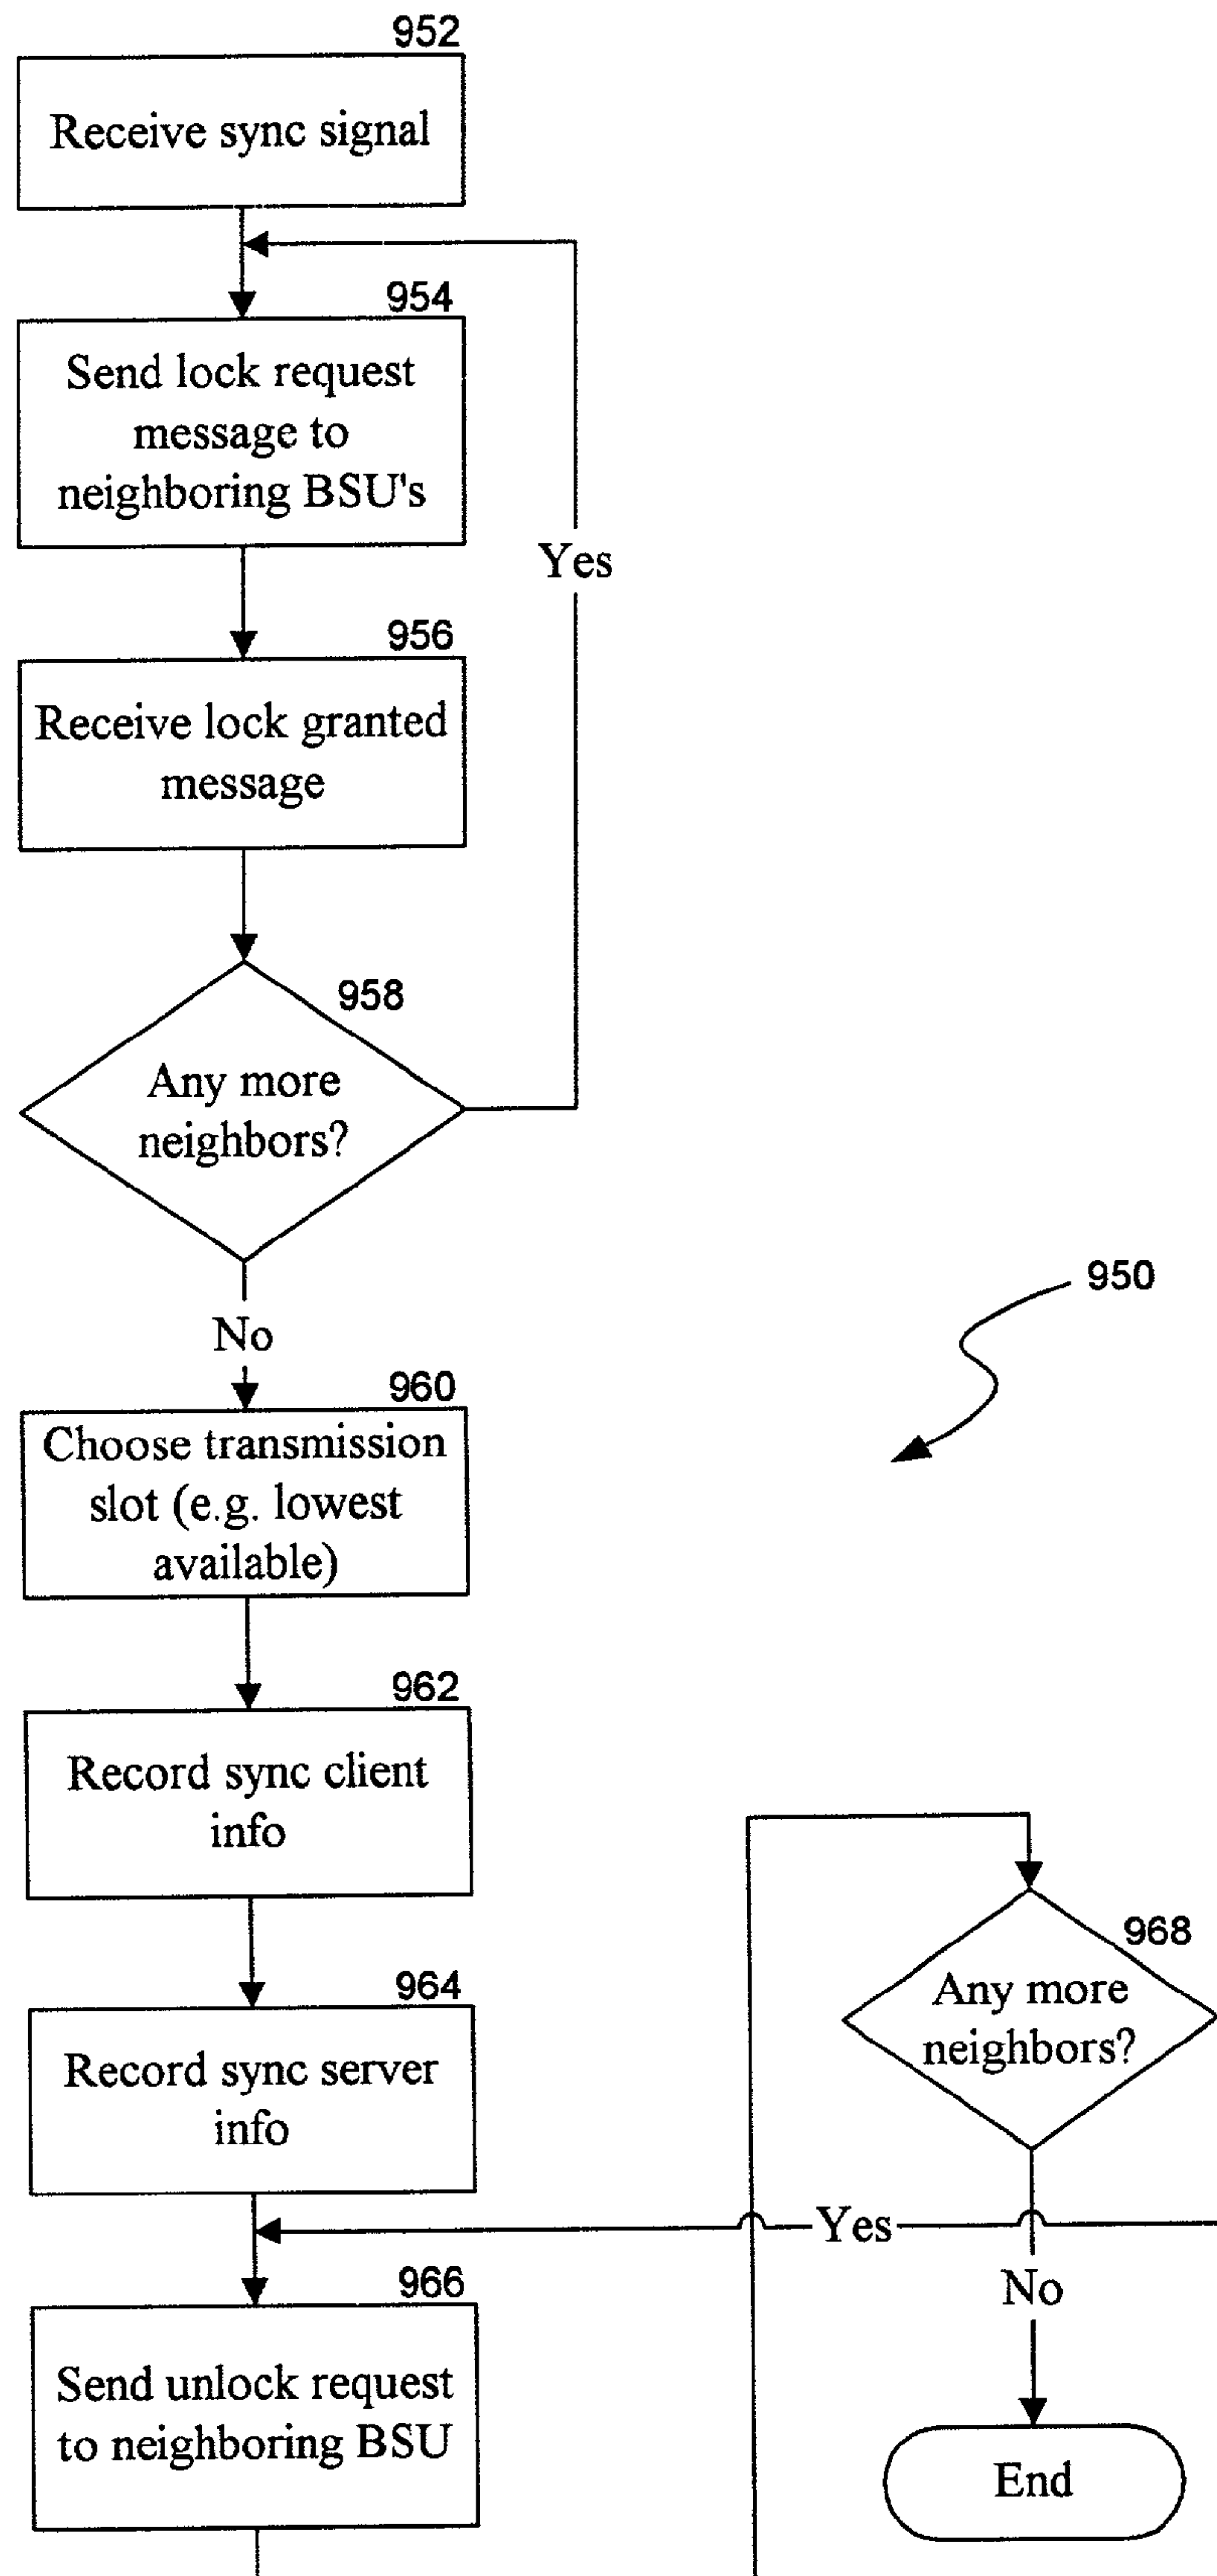 952
Receive sync signal
954
Send lock request
message to
neighboring BSU's
Yes
956
Receive lock granted
message
958
Any more
neighbors?
No
950
960
Choose transmission
slot (e.g. lowest
available)
962
Record sync client
info
964
Record sync server
info
968
Any more
neighbors?
Yes
No
966
Send unlock request
to neighboring BSU
End